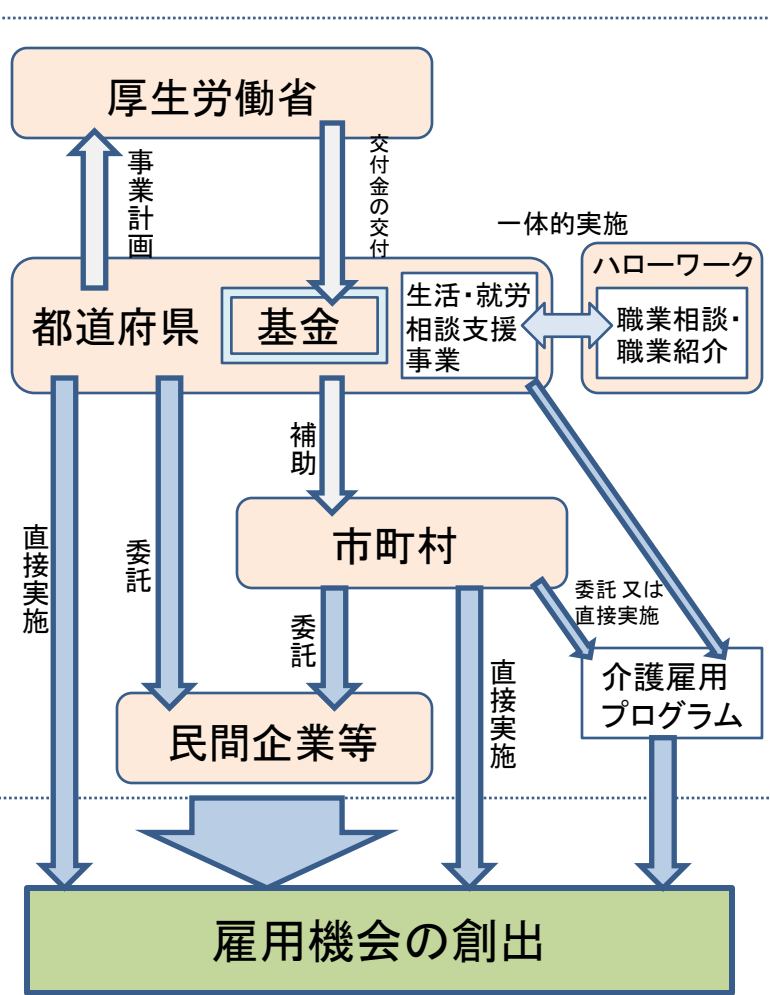 厚生労働省
事業計画
交付金の交付
一体的実施
ハローワーク
都道府県
基金
生活・就労
相談支援
事業
職業相談・
職業紹介
補助
市町村
直接実施
委託
委託
直接実施
委託 又は
直接実施
介護雇用
プログラム
民間企業等
雇用機会の創出